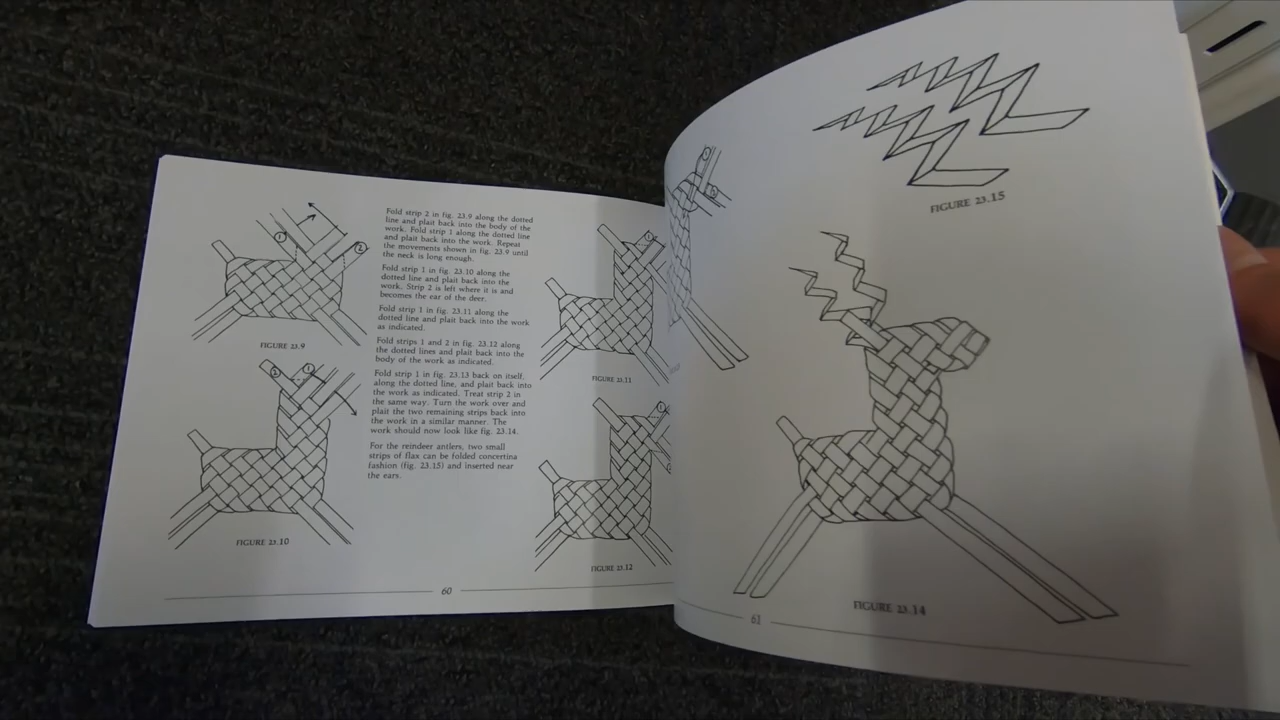 Fold strip 2 in fig. 23.9 along the dotted
line and plait back into the body of the
work. Fold strip 1 along the dotted line
and plait back into the work. Repeat
the movements shown in fig. 23.9 until
the neck is long enough.
Fold strip 1 in fig. 23.10 along the
dotted line and plait back into the
work. Strip 2 is left where it is and
becomes the ear of the deer.
Fold strip 1 in fig. 23.11 along the
dotted line and plait back into the work
as indicated.
Fold strips 1 and 2 in fig. 23.12 along
the dotted lines and plait back into the
body of the work as indicated.
Fold strip 1 in fig. 23.13 back on itself,
along the dotted line, and plait back into
the work as indicated. Treat strip 2 in
the same way. Turn the work over and
plait the two remaining strips back into
the work in a similar manner. The
work should now look like fig. 23.14.
For the reindeer antlers, two small
strips of flax can be folded concertina
fashion (fig. 23.15) and inserted near
the ears.
1
2
FIGURE 23.9
2
1
FIGURE 23.10
1
FIGURE 23.11
1
FIGURE 23.12
60
FIGURE 23.15
FIGURE 23.14
61